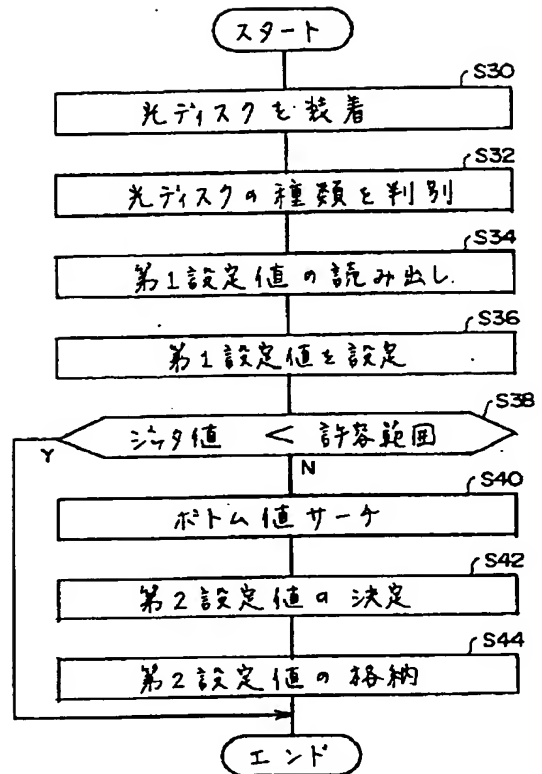 スタート
S30
光ディスクを装着
S32
光ディスクの種類を判別
S34
第1設定値の読み出し
S36
第1設定値を設定
S38
ジッタ値 < 許容範囲
Y
N
S40
ボトム値サーチ
S42
第2設定値の決定
S44
第2設定値の格納
エンド